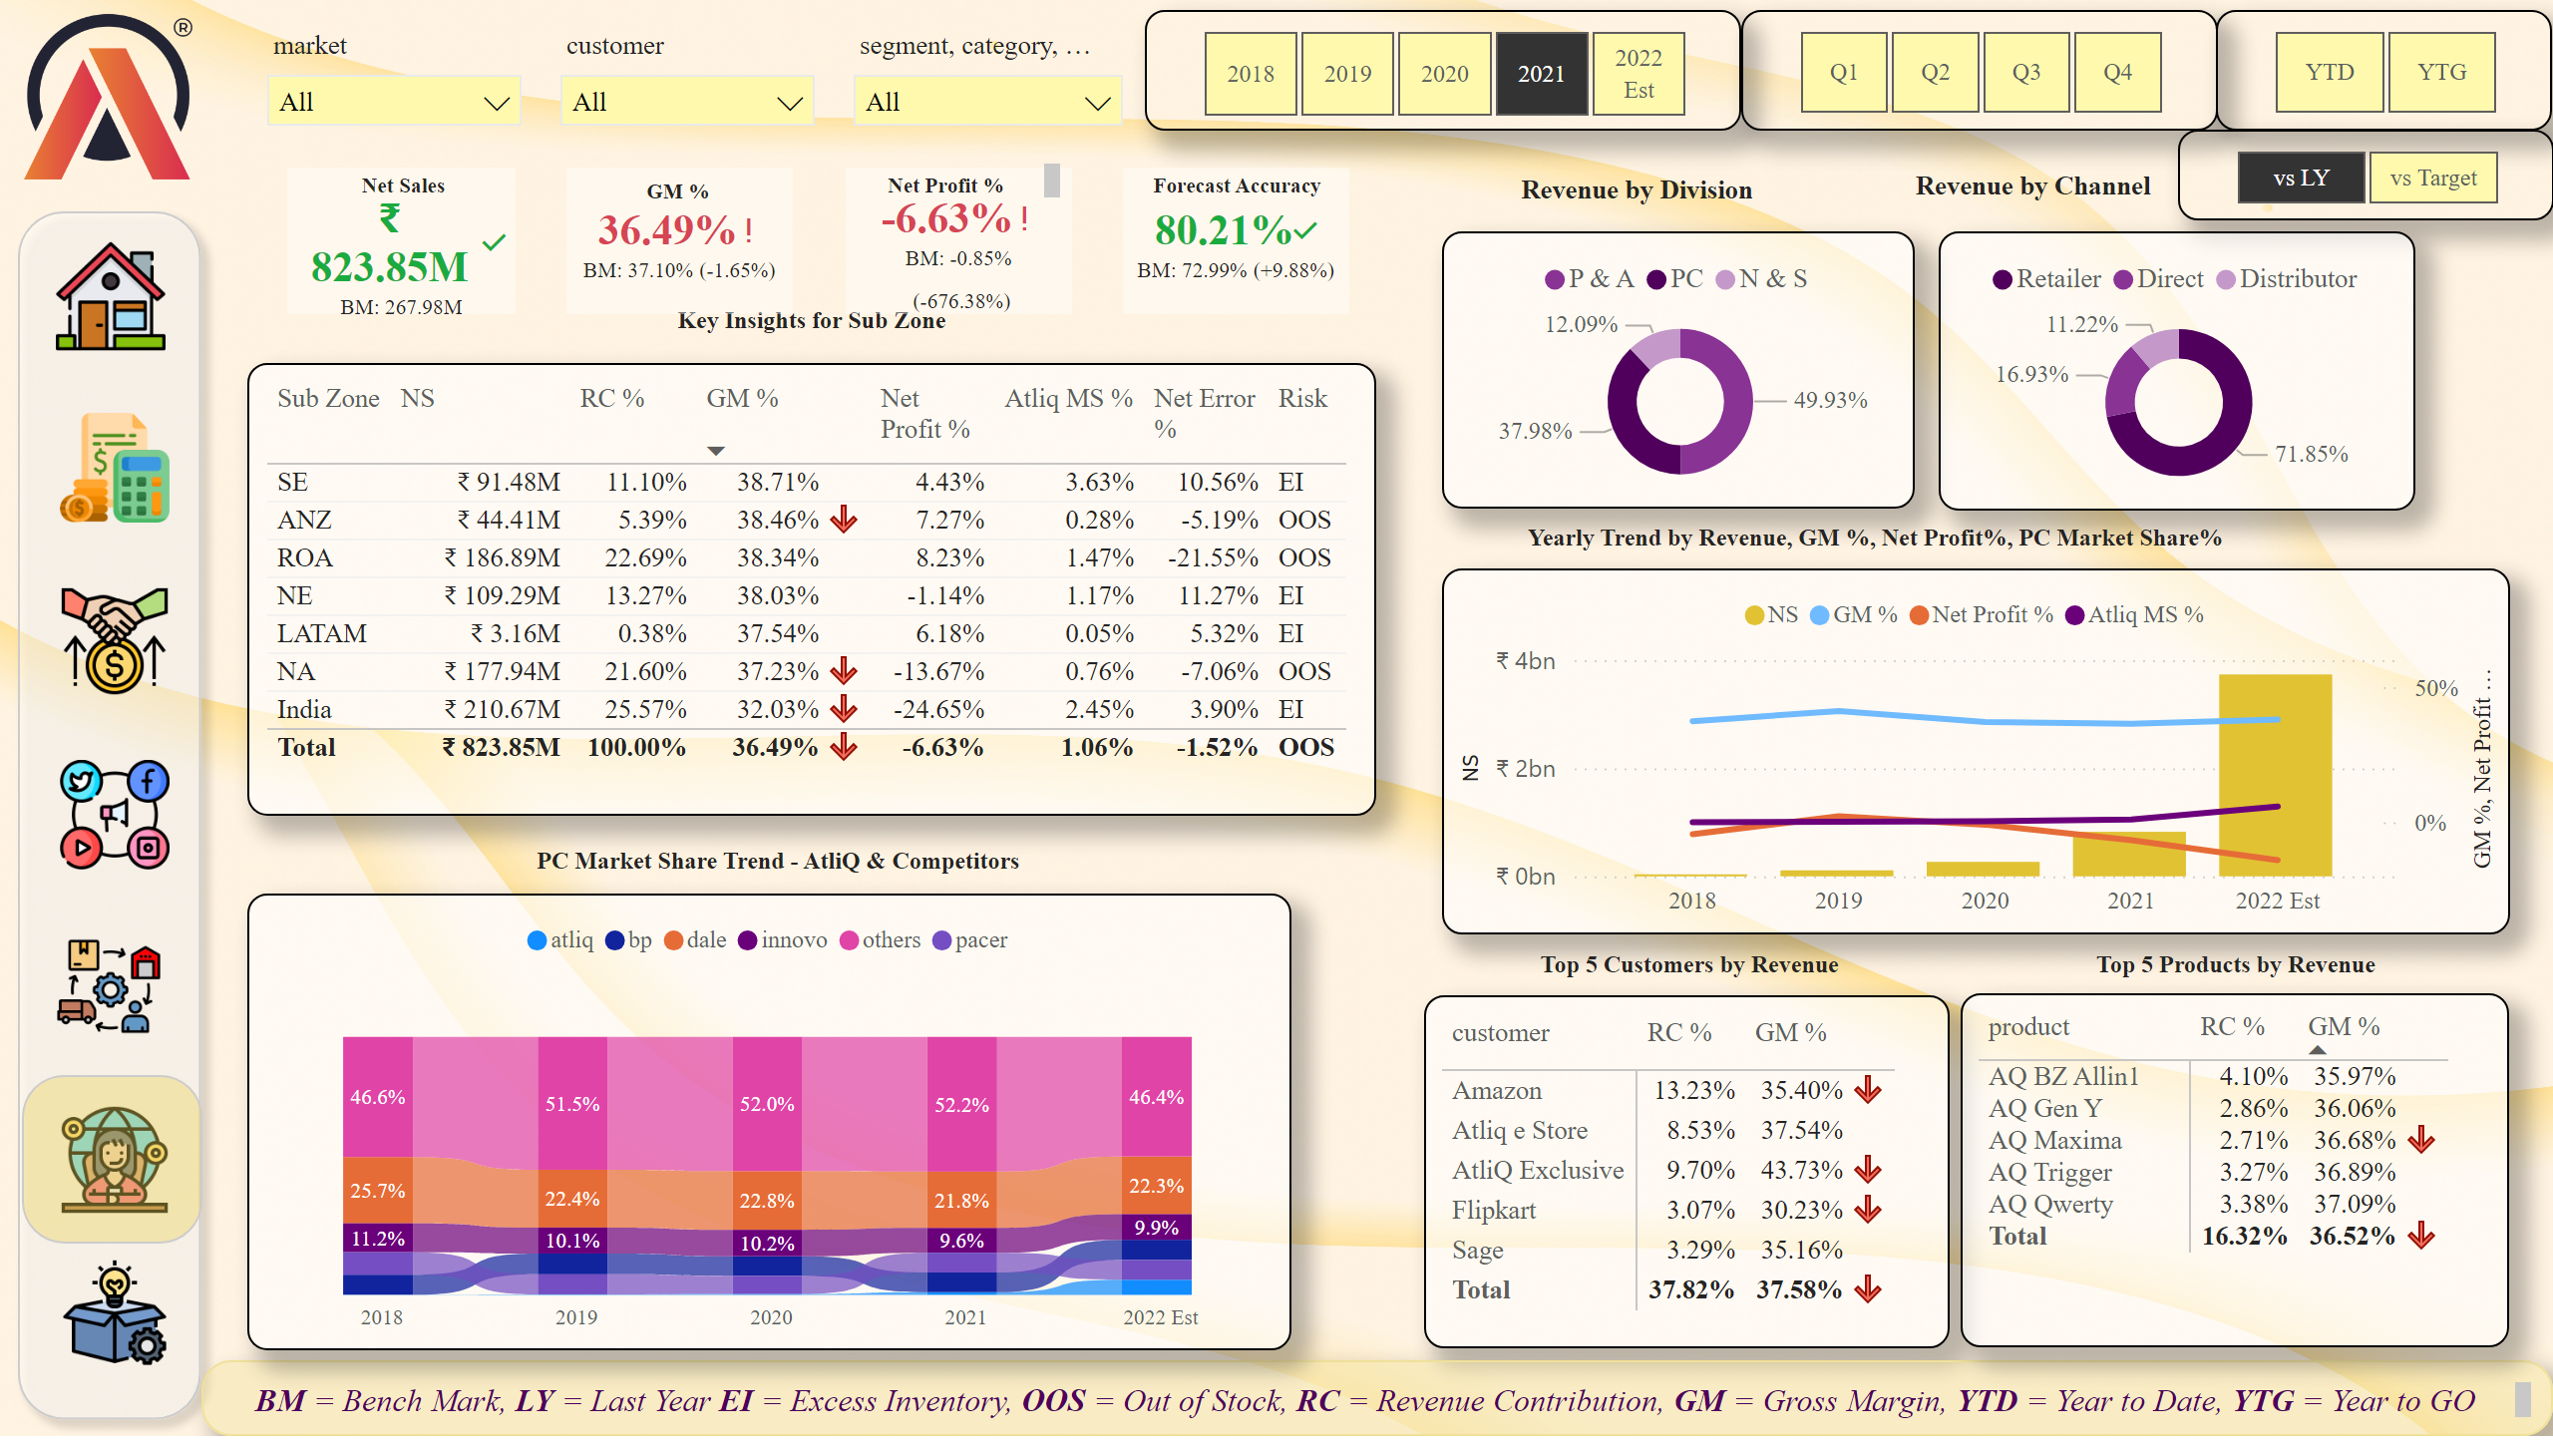 ®
market
customer
segment, category, …
All
All
All
2018
2019
2020
2021
2022
Est
Q1
Q2
Q3
Q4
YTD
YTG
vs LY
vs Target
Net Sales
₹
823.85M
BM: 267.98M
GM %
36.49% !
BM: 37.10% (-1.65%)
Net Profit %
-6.63% !
BM: -0.85%
(-676.38%)
Forecast Accuracy
80.21%
BM: 72.99% (+9.88%)
Key Insights for Sub Zone
Sub Zone NS RC % GM % Net Profit % Atliq MS % Net Error % Risk
SE ₹ 91.48M 11.10% 38.71% 4.43% 3.63% 10.56% EI
ANZ ₹ 44.41M 5.39% 38.46% 7.27% 0.28% -5.19% OOS
ROA ₹ 186.89M 22.69% 38.34% 8.23% 1.47% -21.55% OOS
NE ₹ 109.29M 13.27% 38.03% -1.14% 1.17% 11.27% EI
LATAM ₹ 3.16M 0.38% 37.54% 6.18% 0.05% 5.32% EI
NA ₹ 177.94M 21.60% 37.23% -13.67% 0.76% -7.06% OOS
India ₹ 210.67M 25.57% 32.03% -24.65% 2.45% 3.90% EI
Total ₹ 823.85M 100.00% 36.49% -6.63% 1.06% -1.52% OOS
Revenue by Division
P & A PC N & S
12.09%
49.93%
37.98%
Revenue by Channel
Retailer Direct Distributor
11.22%
16.93%
71.85%
Yearly Trend by Revenue, GM %, Net Profit%, PC Market Share%
NS GM % Net Profit % Atliq MS %
₹ 4bn
₹ 2bn
₹ 0bn
NS
50%
0%
GM %, Net Profit …
2018 2019 2020 2021 2022 Est
PC Market Share Trend - AtliQ & Competitors
atliq bp dale innovo others pacer
46.6% 51.5% 52.0% 52.2% 46.4%
25.7% 22.4% 22.8% 21.8% 22.3%
11.2% 10.1% 10.2% 9.6% 9.9%
2018 2019 2020 2021 2022 Est
Top 5 Customers by Revenue
customer RC % GM %
Amazon 13.23% 35.40%
Atliq e Store 8.53% 37.54%
AtliQ Exclusive 9.70% 43.73%
Flipkart 3.07% 30.23%
Sage 3.29% 35.16%
Total 37.82% 37.58%
Top 5 Products by Revenue
product RC % GM %
AQ BZ Allin1 4.10% 35.97%
AQ Gen Y 2.86% 36.06%
AQ Maxima 2.71% 36.68%
AQ Trigger 3.27% 36.89%
AQ Qwerty 3.38% 37.09%
Total 16.32% 36.52%
BM = Bench Mark, LY = Last Year EI = Excess Inventory, OOS = Out of Stock, RC = Revenue Contribution, GM = Gross Margin, YTD = Year to Date, YTG = Year to GO